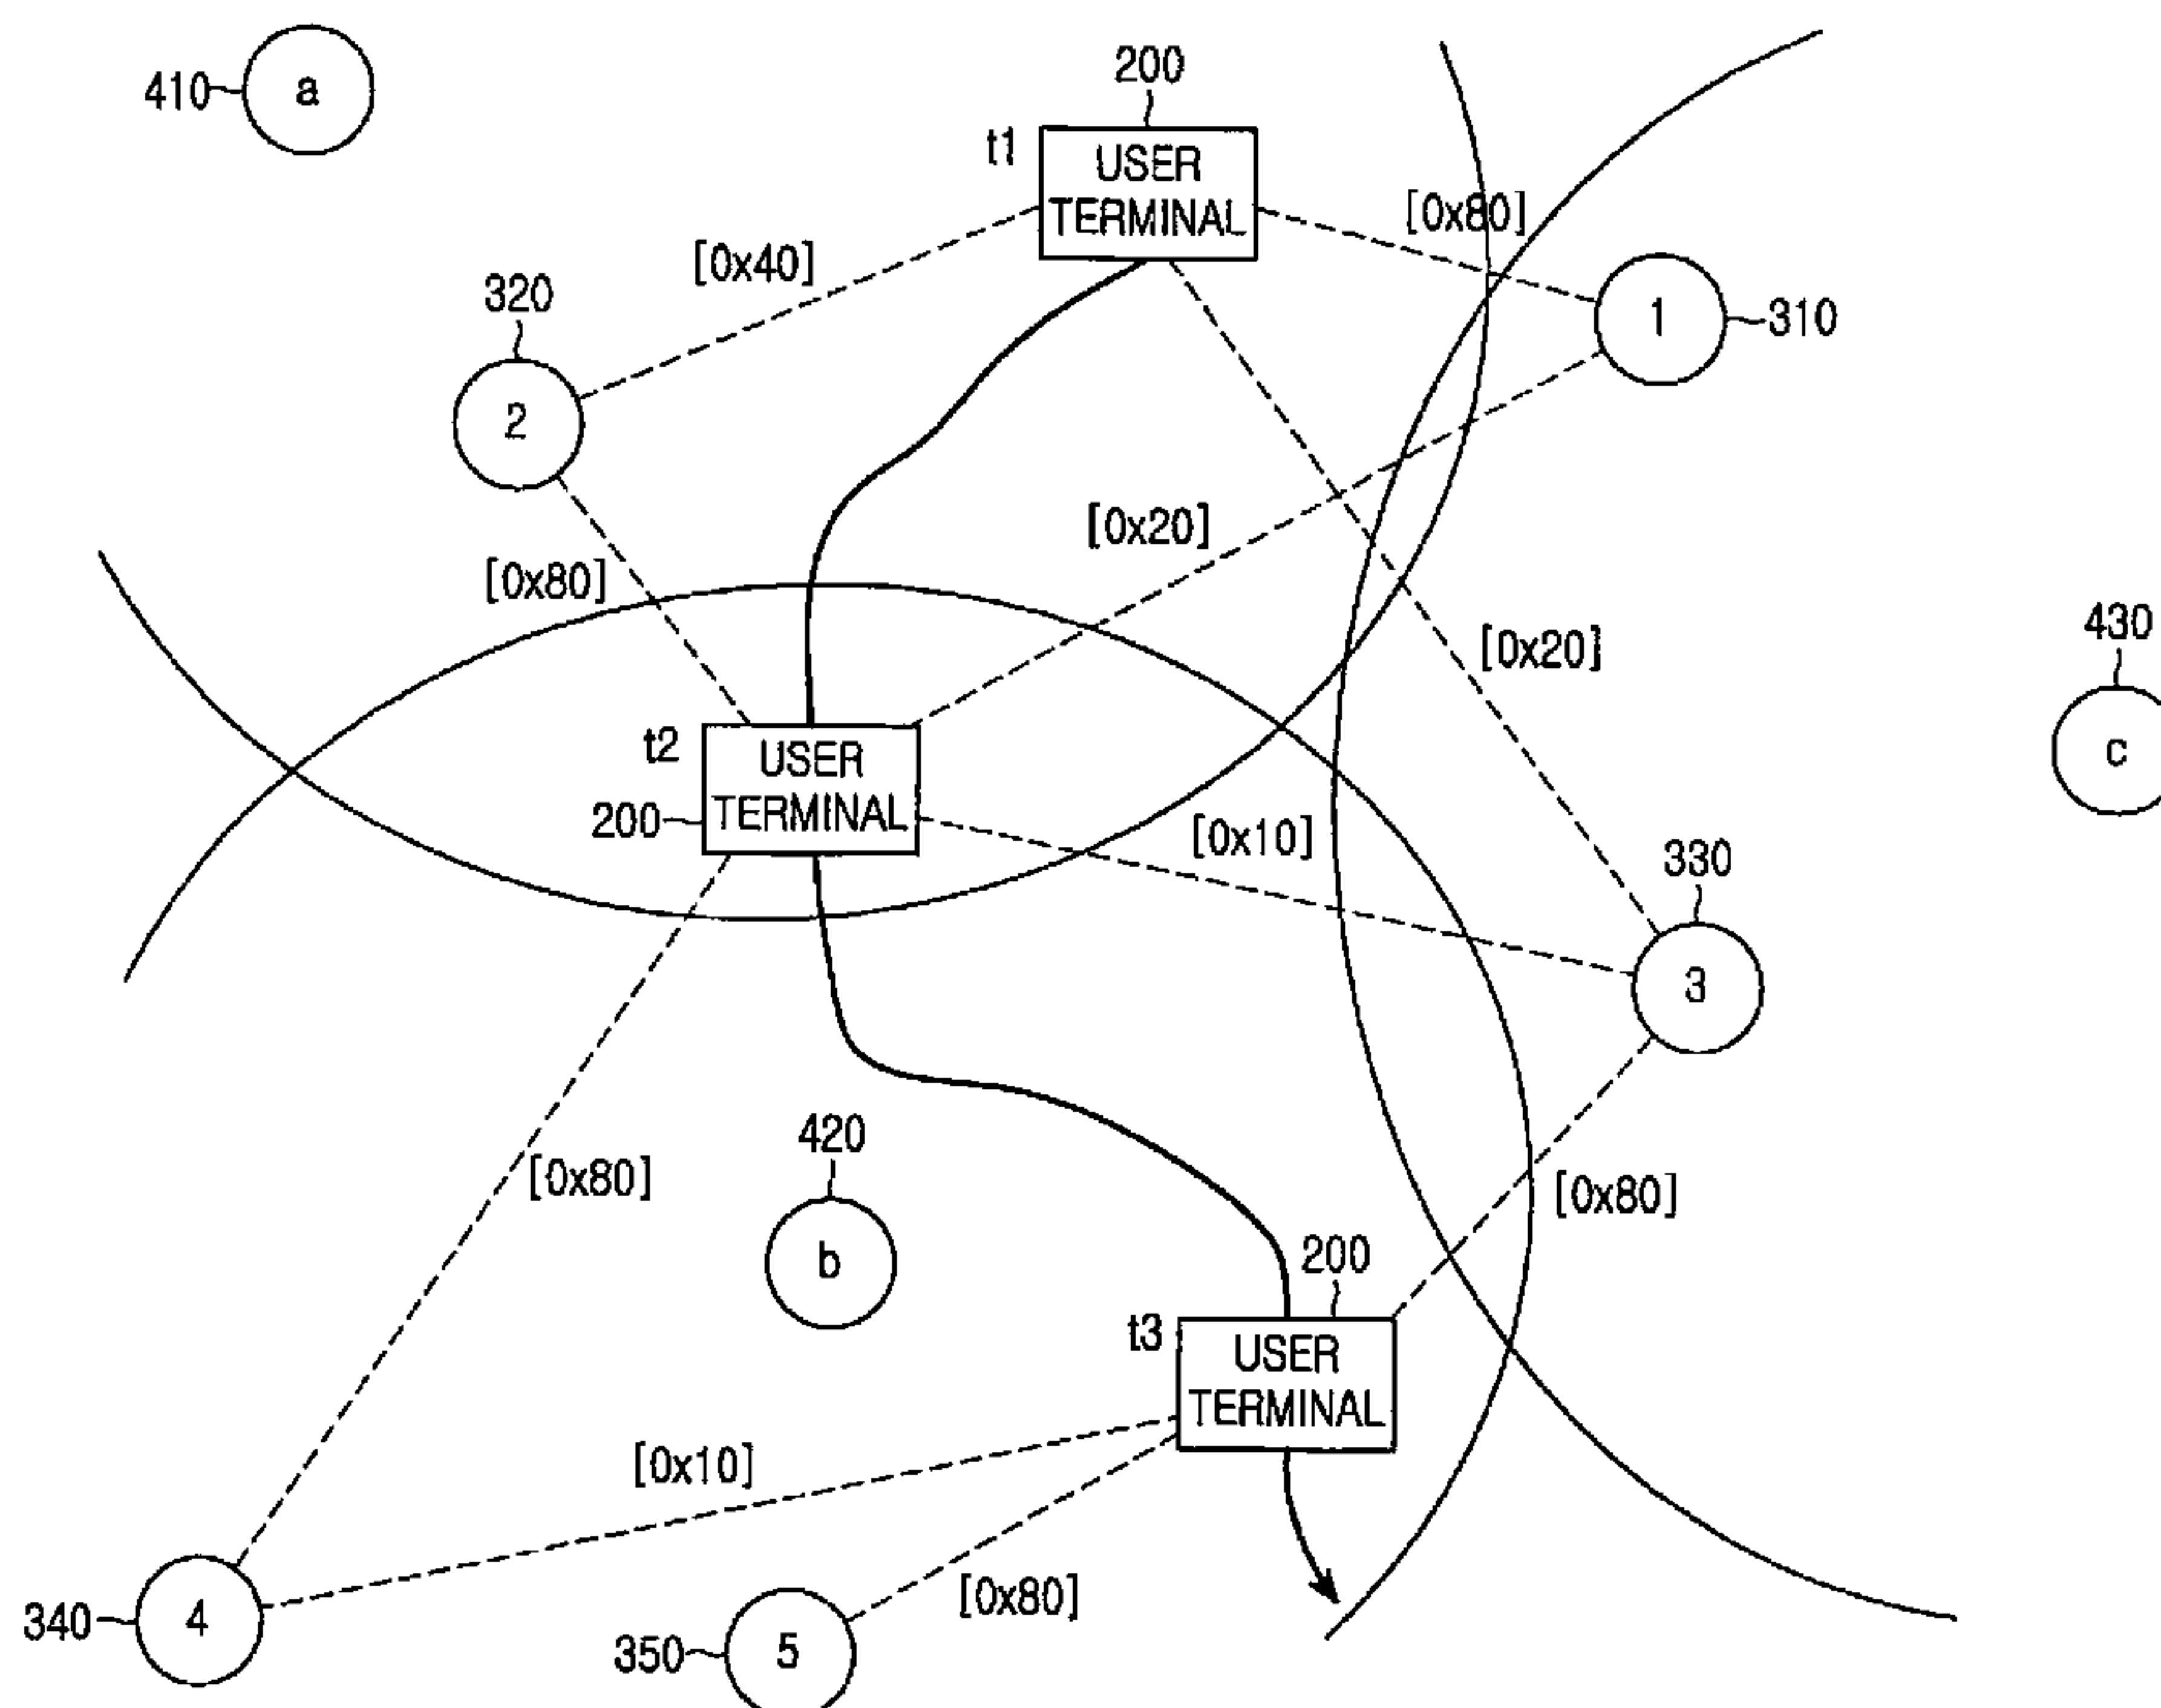 200
410
a
t1
USER
TERMINAL
[0x80]
[0x40]
320
1
310
2
[0x20]
[0x80]
430
[0x20]
c
t2
USER
TERMINAL
200
[0x10]
330
3
420
[0x80]
[0x80]
b
200
t3
USER
TERMINAL
[0x10]
[0x80]
340
4
350
5